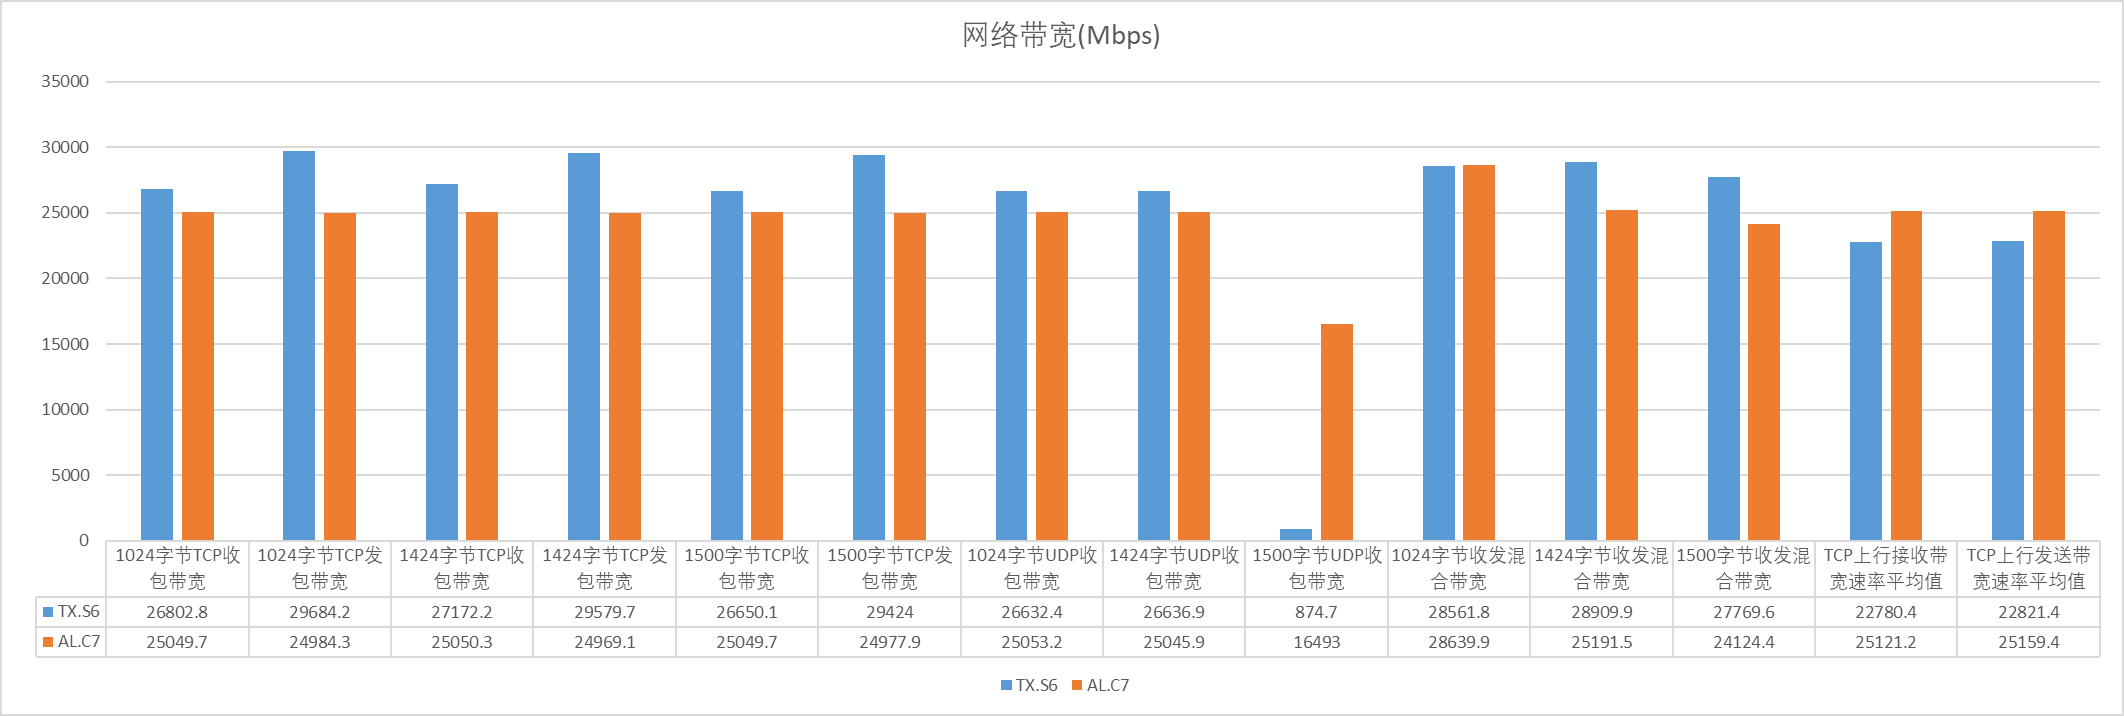 网络带宽(Mbps)
35000
30000
25000
20000
15000
10000
5000
0
1024字节TCP收包带宽 1024字节TCP发包带宽 1424字节TCP收包带宽 1424字节TCP发包带宽 1500字节TCP收包带宽 1500字节TCP发包带宽 1024字节UDP收包带宽 1424字节UDP收包带宽 1500字节UDP收包带宽 1024字节收发混合带宽 1424字节收发混合带宽 1500字节收发混合带宽 TCP上行接收带宽速率平均值 TCP上行发送带宽速率平均值
TX.S6 26802.8 29684.2 27172.2 29579.7 26650.1 29424 26632.4 26636.9 874.7 28561.8 28909.9 27769.6 22780.4 22821.4
AL.C7 25049.7 24984.3 25050.3 24969.1 25049.7 24977.9 25053.2 25045.9 16493 28639.9 25191.5 24124.4 25121.2 25159.4
TX.S6 AL.C7